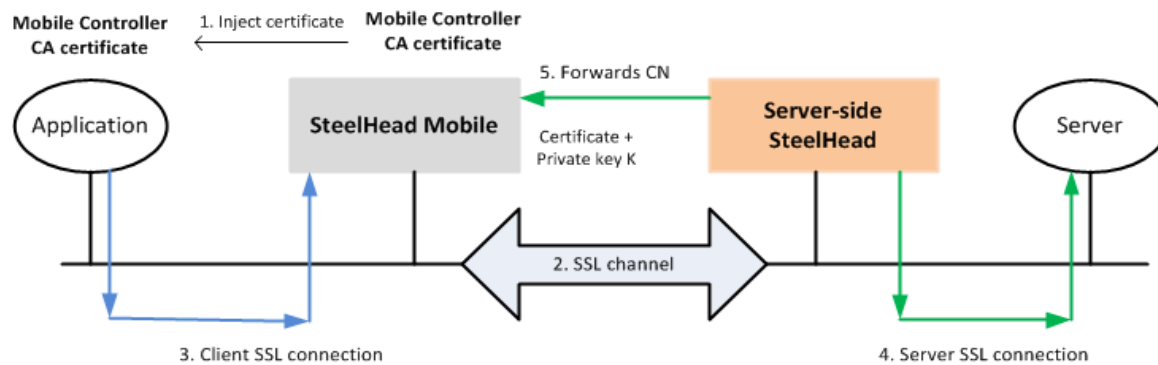 Mobile Controller
CA certificate
1. Inject certificate
Mobile Controller
CA certificate
5. Forwards CN
Application
SteelHead Mobile
Certificate +
Private key K
Server-side
SteelHead
Server
2. SSL channel
3. Client SSL connection
4. Server SSL connection